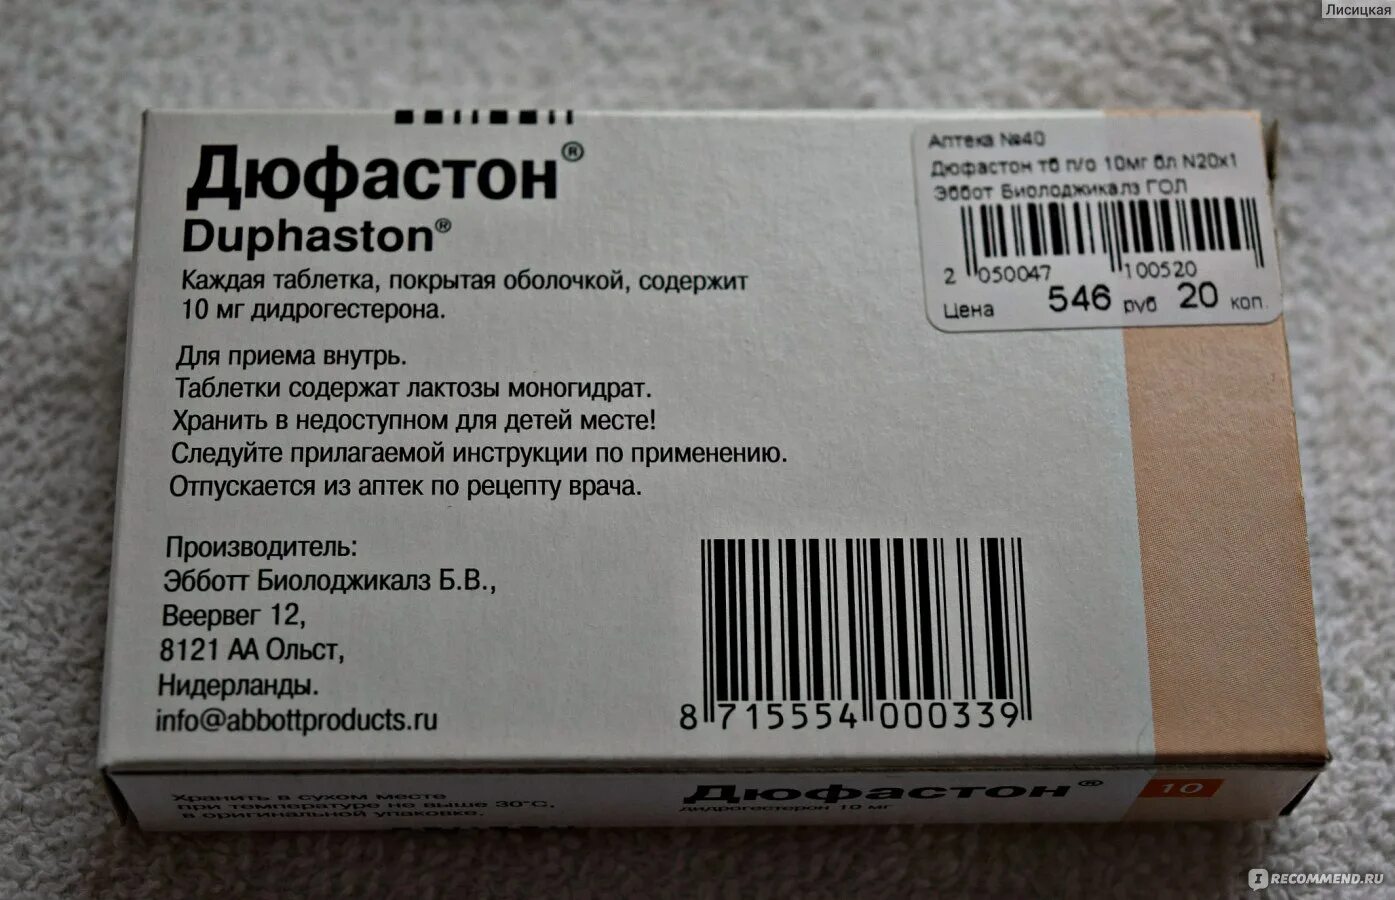 Лисицкая
Дюфастон®
Duphaston®
Каждая таблетка, покрытая оболочкой, содержит
10 мг дидрогестерона.
Для приема внутрь.
Таблетки содержат лактозы моногидрат.
Хранить в недоступном для детей месте!
Следуйте прилагаемой инструкции по применению.
Отпускается из аптек по рецепту врача.
Производитель:
Эбботт Биолоджикалз Б.В.,
Веервег 12,
8121 АА Ольст,
Нидерланды.
info@abbottproducts.ru
Аптека №40
Дюфастон тб п/о 10мг бл N20x1
Эббот Биолоджикалз ГОЛ
2 050047 100520
Цена 546 руб 20 коп.
8 715554 000339
Хранить в сухом месте
при температуре не выше 30°С,
в оригинальной упаковке.
Дюфастон® 10
дидрогестерон 10 мг
IRECOMMEND.RU